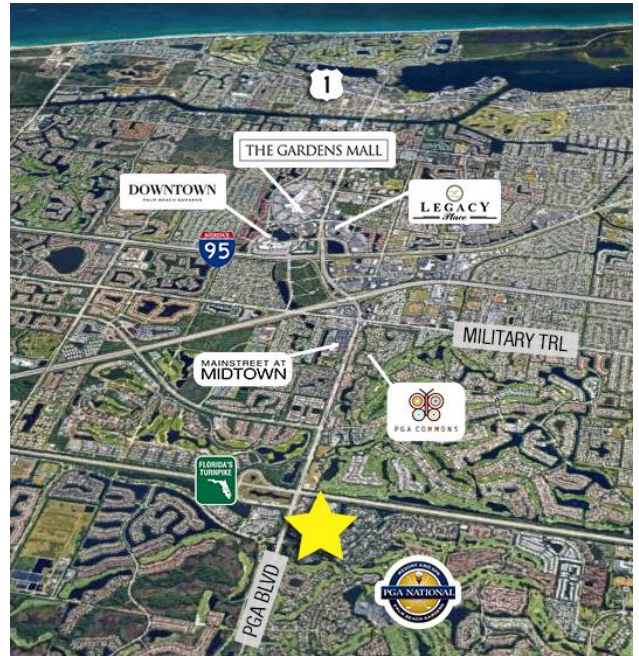 1
THE GARDENS MALL
DOWNTOWN
PALM BEACH GARDENS
LEGACY
Place
INTERSTATE
95
MILITARY TRL
MAINSTREET AT
MIDTOWN
PGA COMMONS
FLORIDA'S
TURNPIKE
PGA BLVD
RESORT AND SPA
PGA NATIONAL
PALM BEACH GARDENS